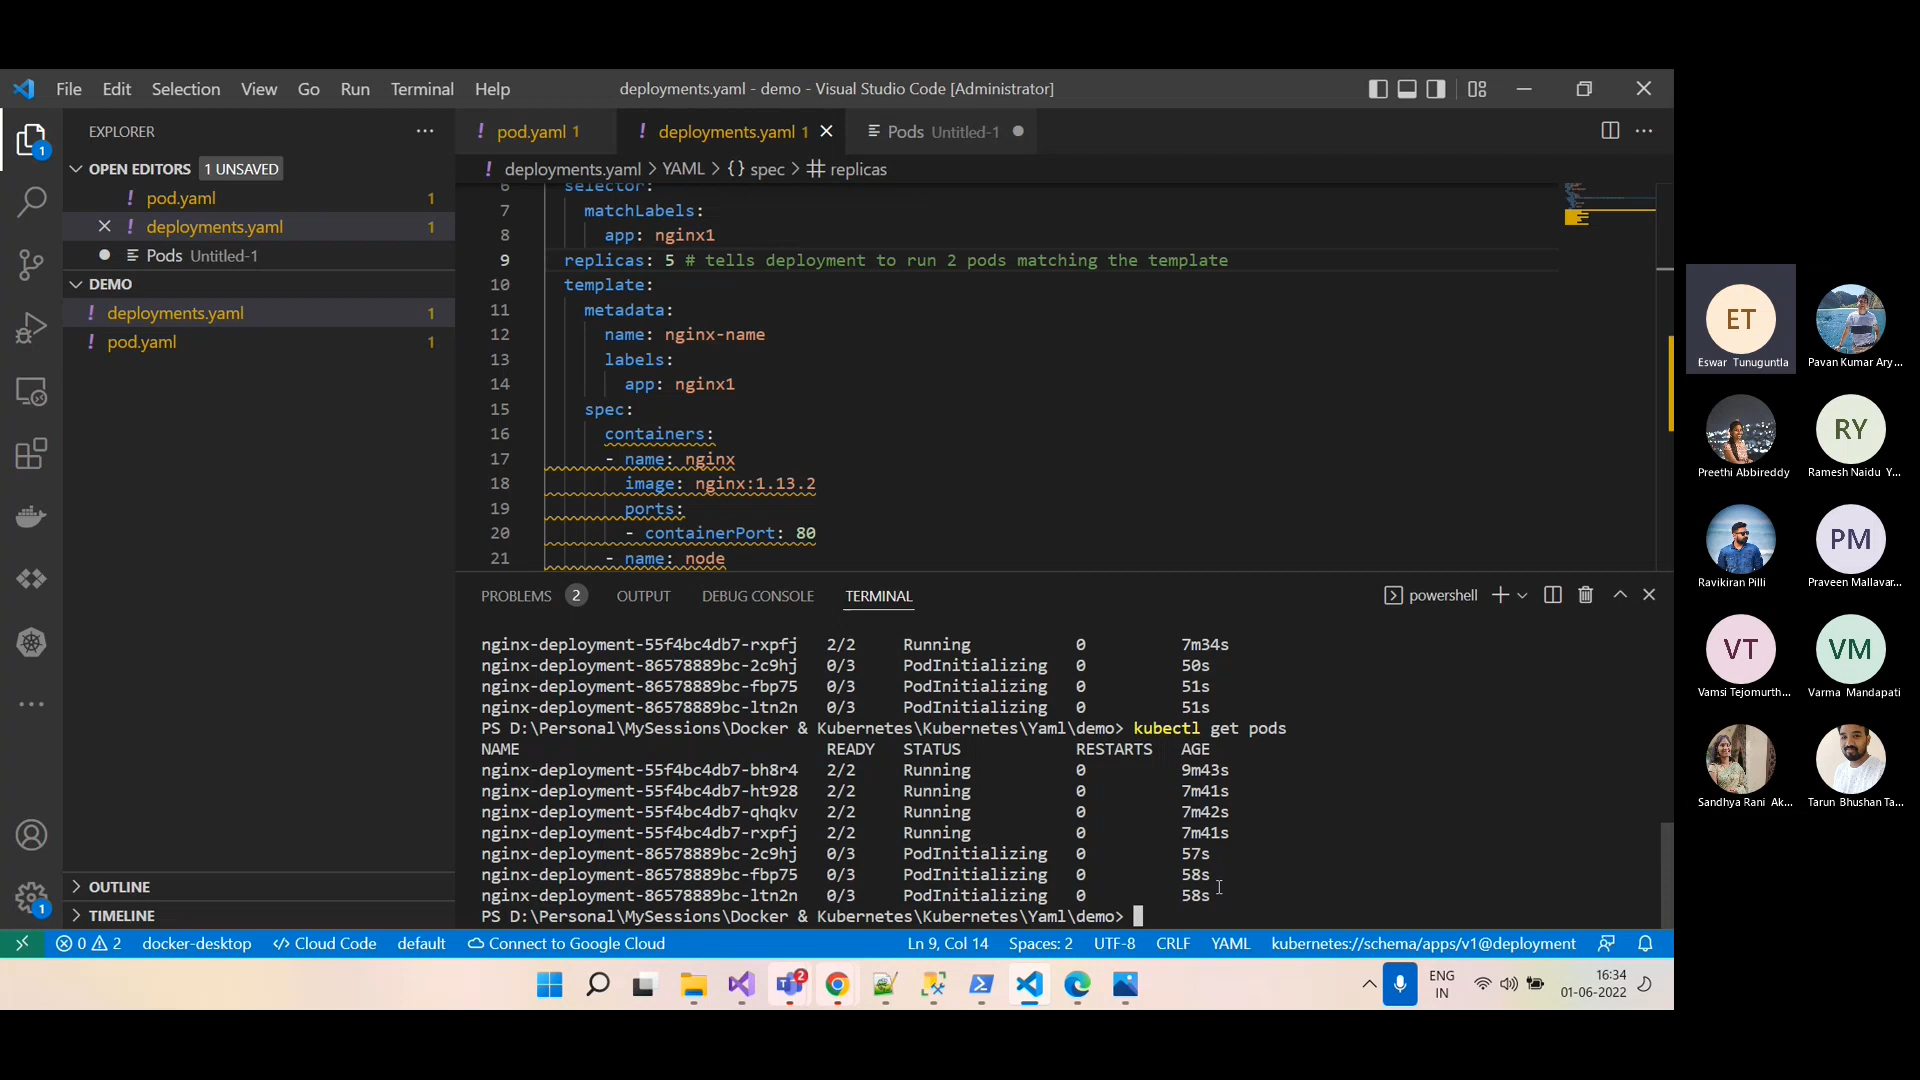 File Edit Selection View Go Run Terminal Help
deployments.yaml - demo - Visual Studio Code [Administrator]
EXPLORER
OPEN EDITORS 1 UNSAVED
pod.yaml 1
deployments.yaml 1
Pods Untitled-1
DEMO
deployments.yaml 1
pod.yaml 1
OUTLINE
TIMELINE
1
1
pod.yaml 1
deployments.yaml 1
Pods Untitled-1
deployments.yaml > YAML > {} spec > replicas
6 selector:
7 matchLabels:
8 app: nginx1
9 replicas: 5 # tells deployment to run 2 pods matching the template
10 template:
11 metadata:
12 name: nginx-name
13 labels:
14 app: nginx1
15 spec:
16 containers:
17 - name: nginx
18 image: nginx:1.13.2
19 ports:
20 - containerPort: 80
21 - name: node
PROBLEMS 2 OUTPUT DEBUG CONSOLE TERMINAL
powershell
nginx-deployment-55f4bc4db7-rxpfj 2/2 Running 0 7m34s
nginx-deployment-86578889bc-2c9hj 0/3 PodInitializing 0 50s
nginx-deployment-86578889bc-fbp75 0/3 PodInitializing 0 51s
nginx-deployment-86578889bc-ltn2n 0/3 PodInitializing 0 51s
PS D:\Personal\MySessions\Docker & Kubernetes\Kubernetes\Yaml\demo> kubectl get pods
NAME READY STATUS RESTARTS AGE
nginx-deployment-55f4bc4db7-bh8r4 2/2 Running 0 9m43s
nginx-deployment-55f4bc4db7-ht928 2/2 Running 0 7m41s
nginx-deployment-55f4bc4db7-qhqkv 2/2 Running 0 7m42s
nginx-deployment-55f4bc4db7-rxpfj 2/2 Running 0 7m41s
nginx-deployment-86578889bc-2c9hj 0/3 PodInitializing 0 57s
nginx-deployment-86578889bc-fbp75 0/3 PodInitializing 0 58s
nginx-deployment-86578889bc-ltn2n 0/3 PodInitializing 0 58s
PS D:\Personal\MySessions\Docker & Kubernetes\Kubernetes\Yaml\demo>
0 2 docker-desktop Cloud Code default Connect to Google Cloud Ln 9, Col 14 Spaces: 2 UTF-8 CRLF YAML kubernetes://schema/apps/v1@deployment
2
ENG
IN
16:34
01-06-2022
ET
Eswar Tunuguntla
Pavan Kumar Ary...
Preethi Abbireddy
RY
Ramesh Naidu Y...
Ravikiran Pilli
PM
Praveen Mallavar...
VT
Vamsi Tejomurth...
VM
Varma Mandapati
Sandhya Rani Ak...
Tarun Bhushan Ta...